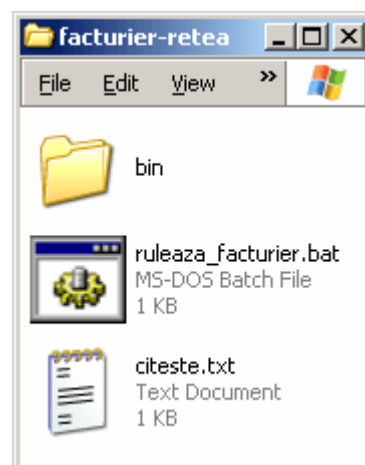 facturier-retea
File Edit View »
bin
ruleaza_facturier.bat
MS-DOS Batch File
1 KB
citeste.txt
Text Document
1 KB